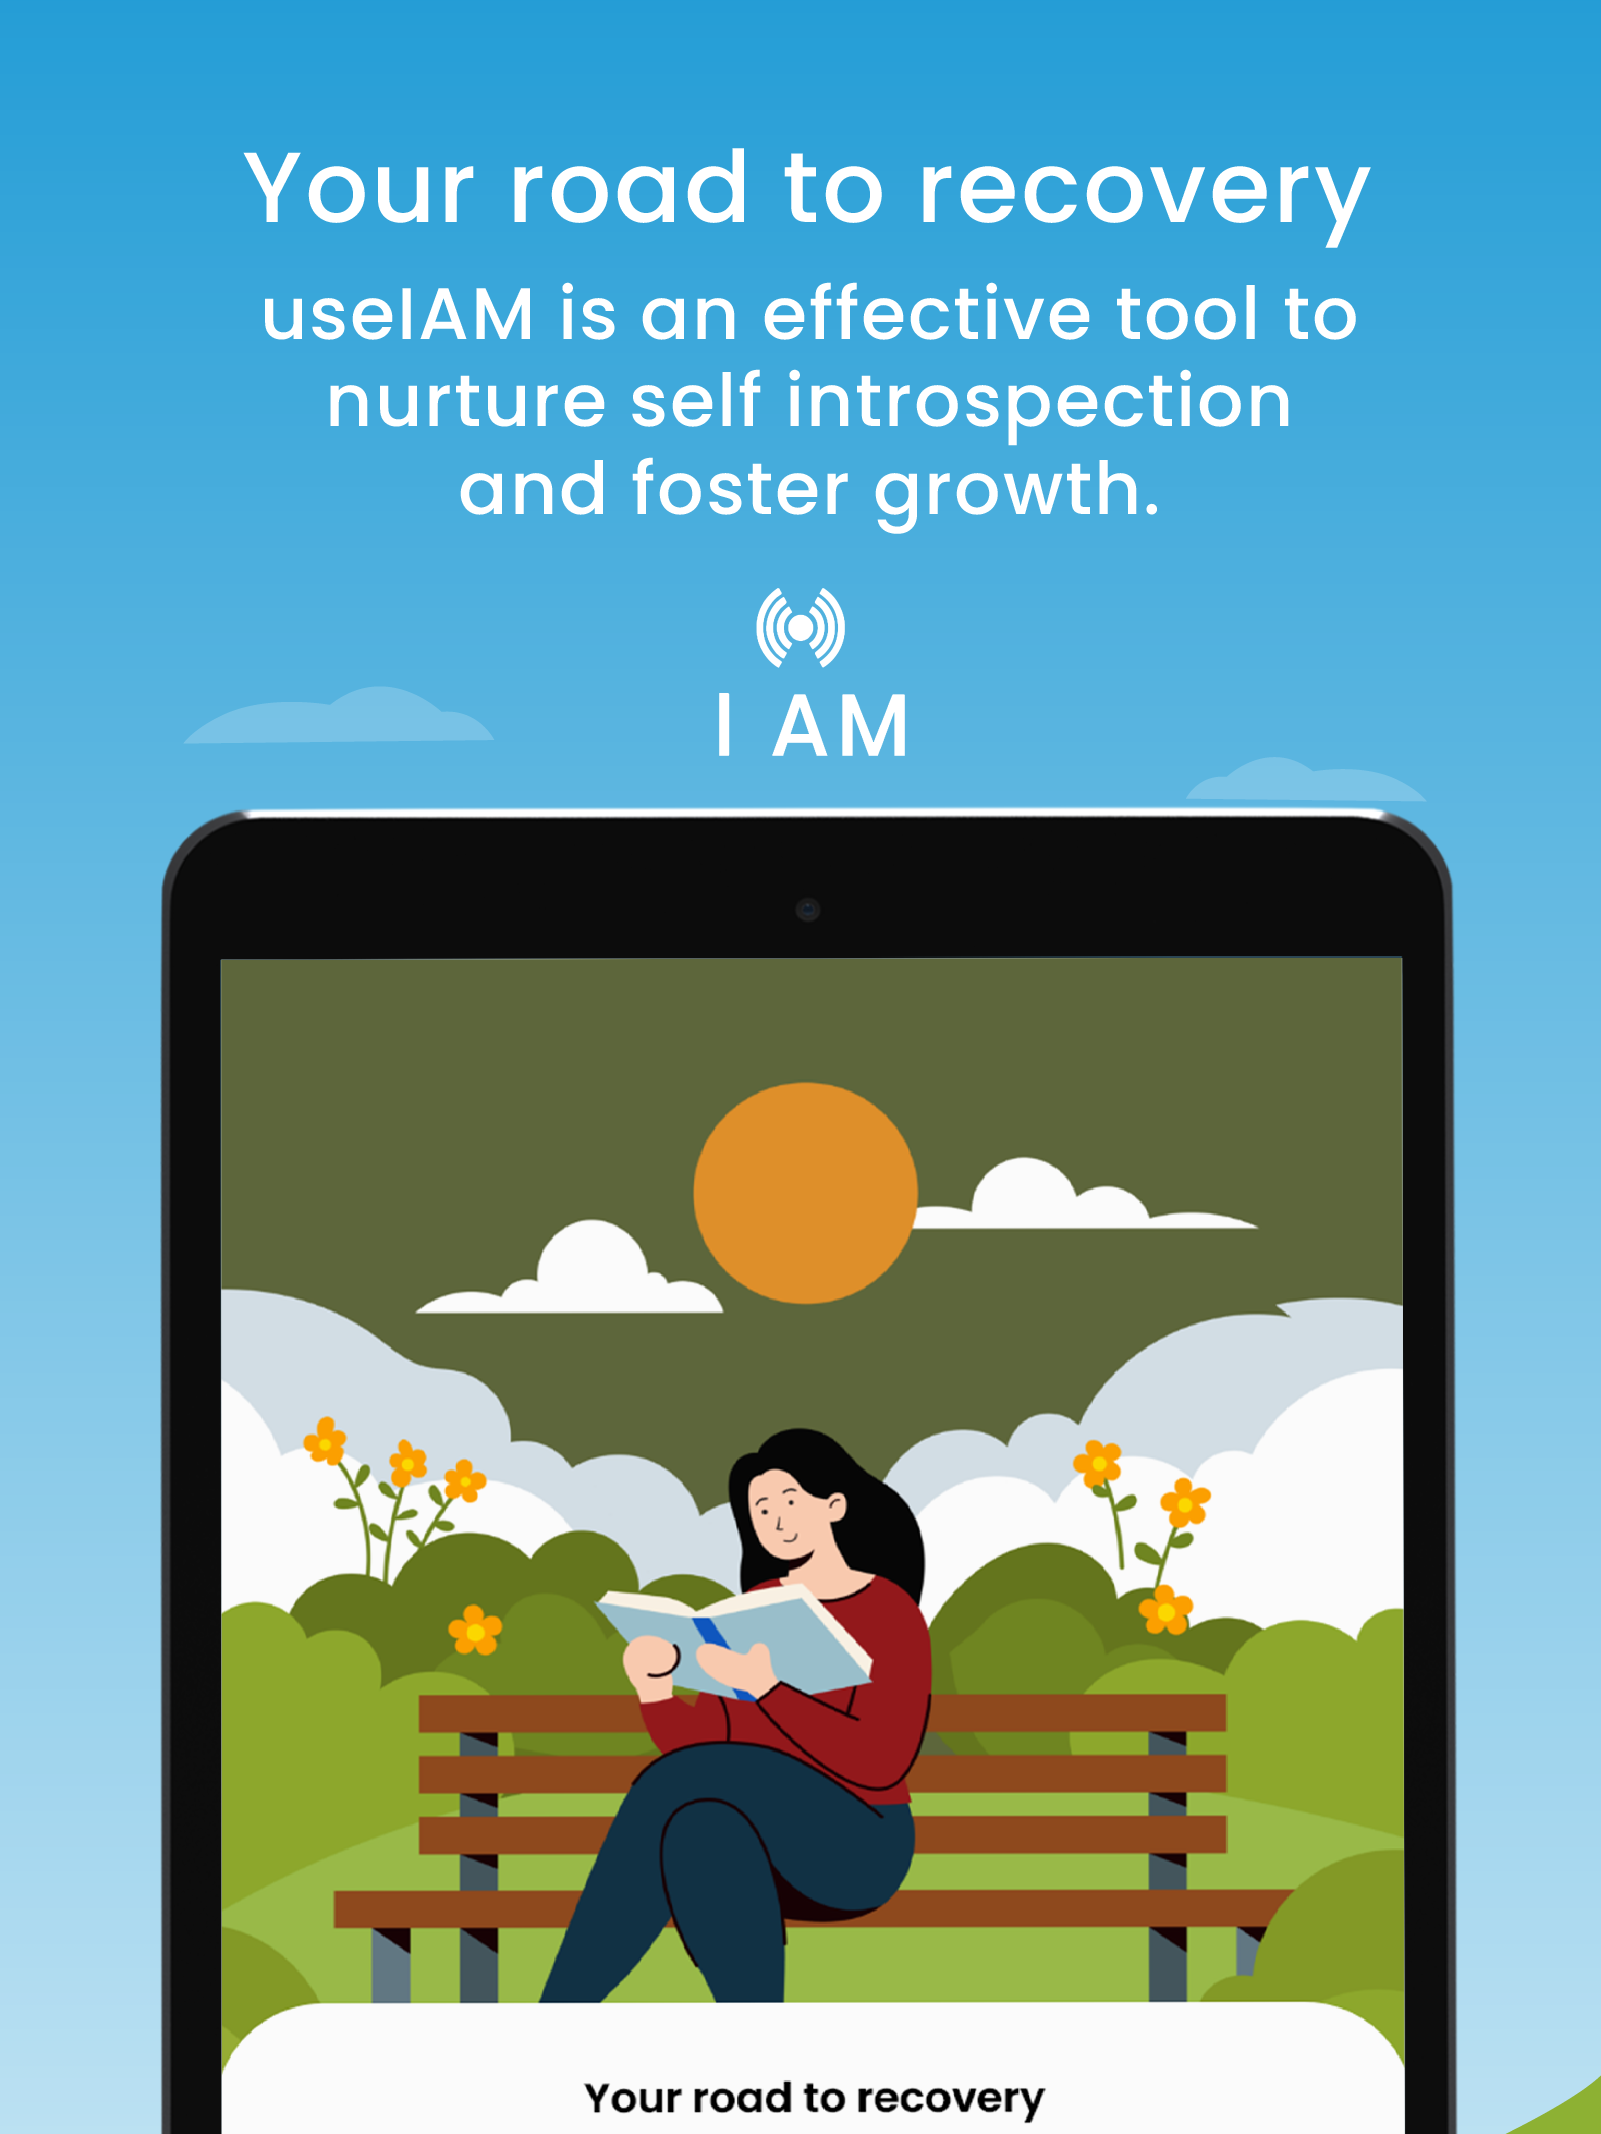 Your road to recovery
useIAM is an effective tool to
nurture self introspection
and foster growth.
I AM
Your road to recovery